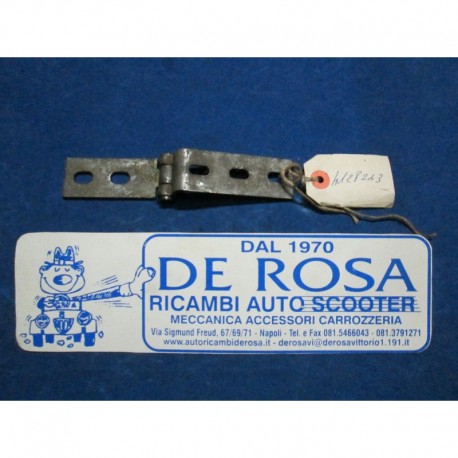 DAL 1970
DE ROSA
RICAMBI AUTO SCOOTER
MECCANICA ACCESSORI CARROZZERIA
Via Sigmund Freud, 67/69/71 - Napoli - Tel. e Fax 081.5466043 - 081.3791271
www.autoricambiderosa.it - derosavi@derosavittorio1.191.it